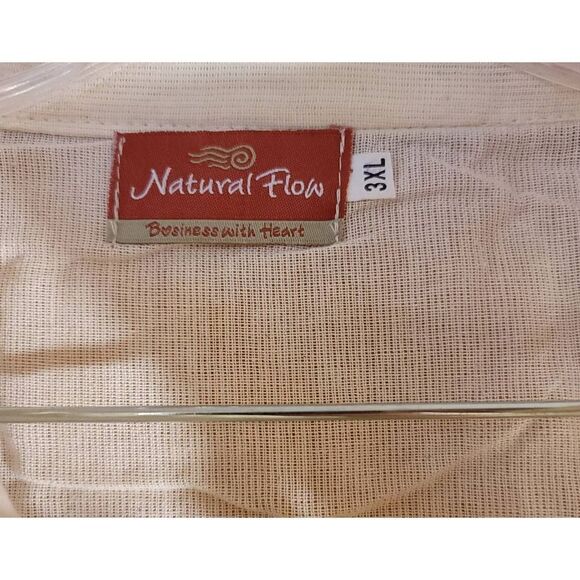 Natural Flow
Business with Heart
3XL